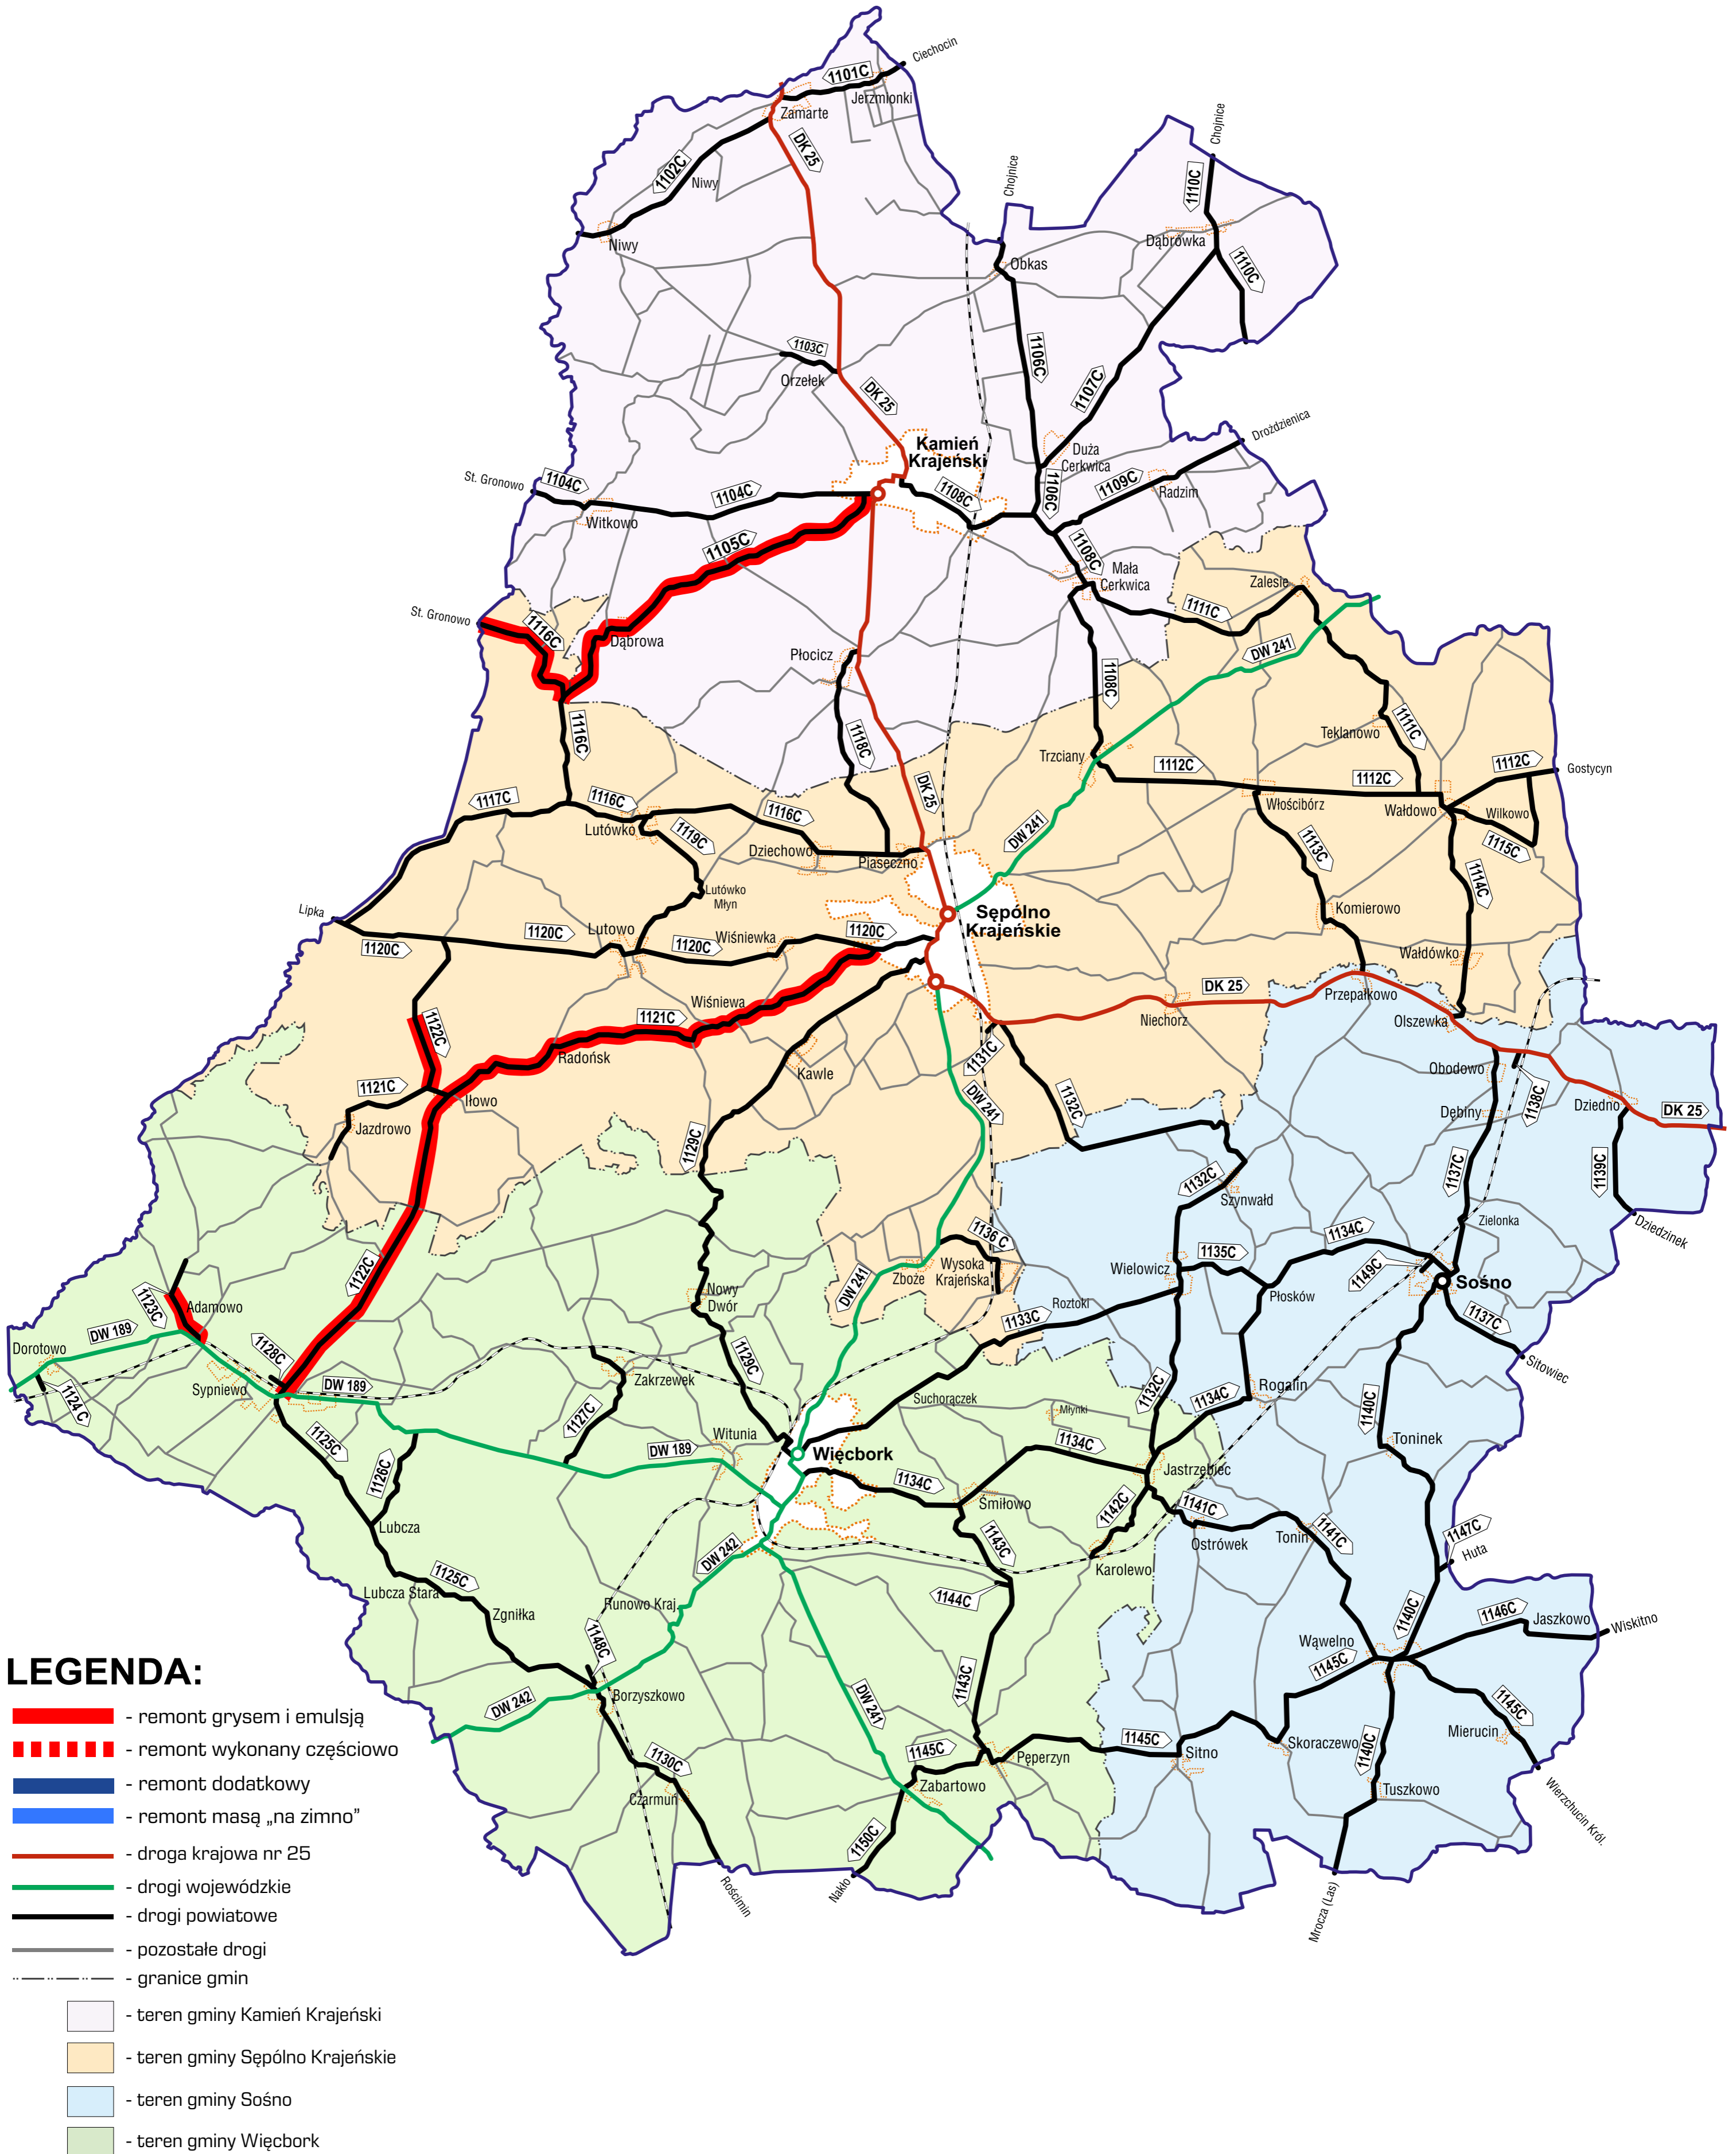 Ciechocin
1101C
Jerzmionki
Zamarte
DK 25
Chojnice
1102C
Niwy
Chojnice
1110C
Niwy
Dąbrówka
Obkas
1110C
1103C
Orzełek
1106C
1107C
DK 25
Drożdzienica
Kamień
Krajeński
Duża
Cerkwica
St. Gronowo
1104C
1104C
1108C
1106C
1109C
Radzim
Witkowo
1105C
1108C
Mała
Cerkwica
Zalesie
St. Gronowo
1116C
1111C
Dąbrowa
Płocicz
DW 241
1108C
1116C
1118C
Teklanowo
1111C
Trzciany
1112C
1112C
1112C
Gostycyn
DK 25
1117C
1116C
1116C
Włościbórz
Wałdowo
Wilkowo
Lutówko
1119C
DW 241
Dziechowo
Piaseczno
1113C
1115C
Lutówko
Młyn
1114C
Lipka
Sępólno
Krajeńskie
Komierowo
1120C
1120C
Lutowo
1120C
Wiśniewka
1120C
Wałdówko
DK 25
Przepałkowo
Wiśniewa
1121C
Niechorz
Olszewka
1122C
Radońsk
1131C
Kawle
Obodowo
1138C
1121C
Iłowo
DW 241
1132C
Dębiny
Dziedno
DK 25
Jazdrowo
1129C
1137C
1139C
1132C
Szynwałd
Zielonka
Dziedzinek
1136 C
1134C
1122C
Zboże
Wysoka
Krajeńska
Wielowicz
1135C
1149C
Sośno
1123C
Adamowo
Nowy
Dwór
DW 241
Roztoki
Płosków
DW 189
1133C
1137C
Dorotowo
1128C
1129C
Sitowiec
Sypniewo
DW 189
Zakrzewek
1124 C
Suchorączek
1132C
Rogalin
1134C
1140C
1127C
Młynki
1125C
Witunia
DW 189
Więcbork
1134C
Toninek
1126C
1134C
Jastrzębiec
Śmiłowo
1142C
1141C
Lubcza
1143C
Ostrówek
Tonin
1141C
1147C
Huta
DW 242
Karolewo
1125C
Lubcza Stara
1144C
Zgniłka
Runowo Kraj.
1140C
1146C
Jaszkowo
Wiskitno
1148C
Wąwelno
1145C
LEGENDA:
1143C
DW 242
Borzyszkowo
DW 241
1145C
- remont grysem i emulsją
Mierucin
- remont wykonany częściowo
1145C
Pęperzyn
1145C
Sitno
Skoraczewo
1140C
1130C
- remont dodatkowy
Zabartowo
Tuszkowo
Czarmuń
Wierzchucin Król.
- remont masą „na zimno”
1150C
- droga krajowa nr 25
Rościmin
Nakło
- drogi wojewódzkie
Mrocza (Las)
- drogi powiatowe
- pozostałe drogi
- granice gmin
- teren gminy Kamień Krajeński
- teren gminy Sępólno Krajeńskie
- teren gminy Sośno
- teren gminy Więcbork